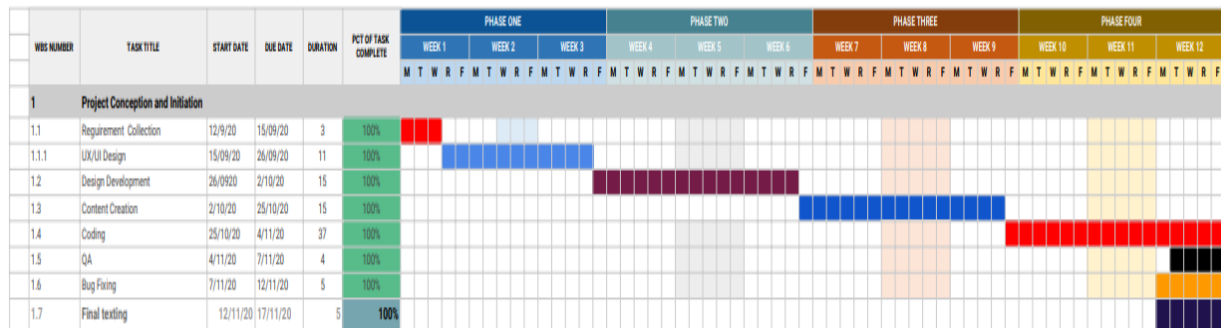 PHASE ONE PHASE TWO PHASE THREE PHASE FOUR
WBS NUMBER TASK TITLE START DATE DUE DATE DURATION PCT OF TASK COMPLETE WEEK 1 WEEK 2 WEEK 3 WEEK 4 WEEK 5 WEEK 6 WEEK 7 WEEK 8 WEEK 9 WEEK 10 WEEK 11 WEEK 12
M T W R F M T W R F M T W R F M T W R F M T W R F M T W R F M T W R F M T W R F M T W R F M T W R F M T W R F M T W R F
1 Project Conception and Initiation
1.1 Reguirement Collection 12/9/20 15/09/20 3 100%
1.1.1 UX/UI Design 15/09/20 26/09/20 11 100%
1.2 Design Development 26/0920 2/10/20 15 100%
1.3 Content Creation 2/10/20 25/10/20 15 100%
1.4 Coding 25/10/20 4/11/20 37 100%
1.5 QA 4/11/20 7/11/20 4 100%
1.6 Bug Fixing 7/11/20 12/11/20 5 100%
1.7 Final texting 12/11/20 17/11/20 5 100%